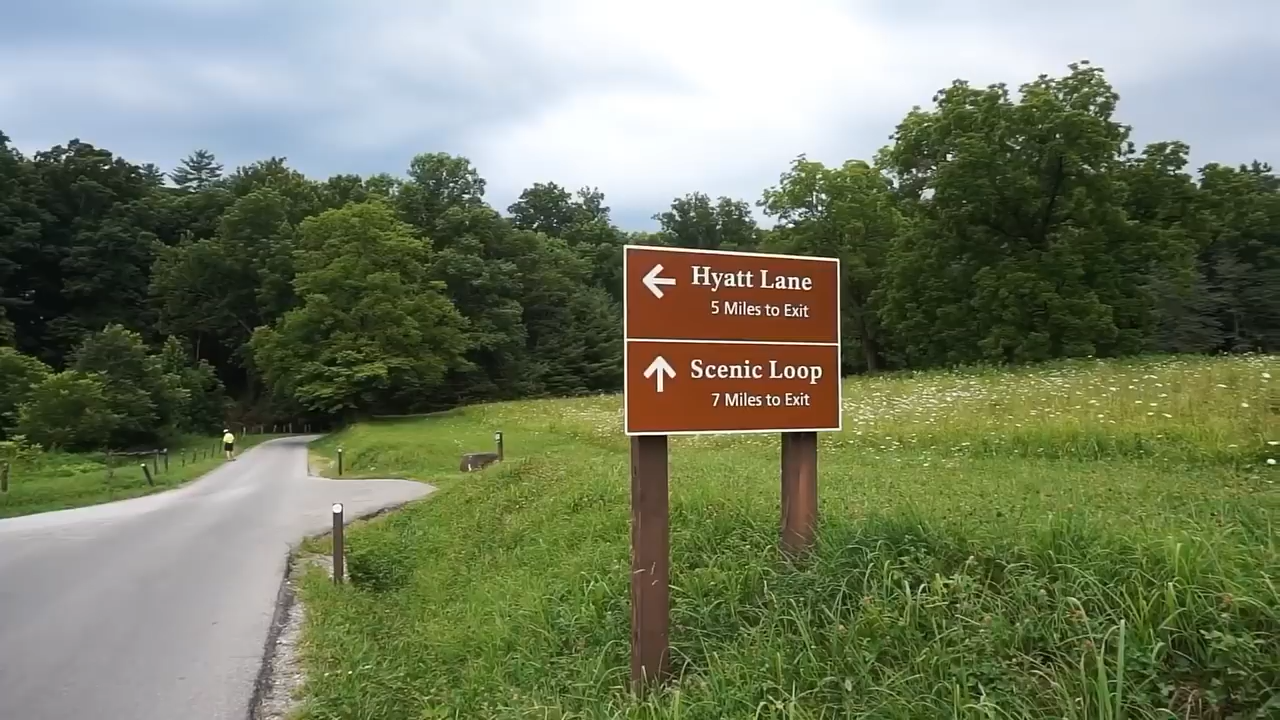 Hyatt Lane
5 Miles to Exit
Scenic Loop
7 Miles to Exit